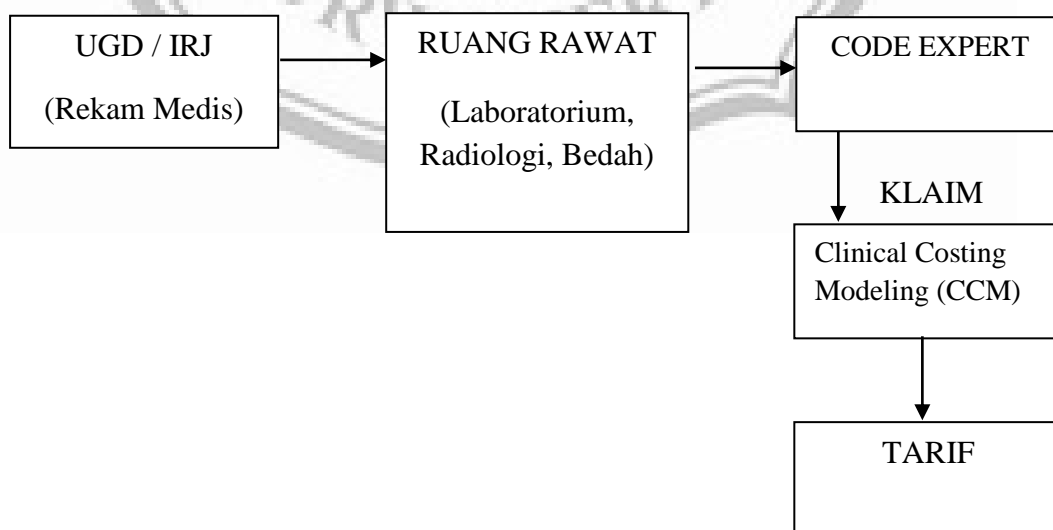 UGD / IRJ
(Rekam Medis)
RUANG RAWAT
(Laboratorium,
Radiologi, Bedah)
CODE EXPERT
KLAIM
Clinical Costing
Modeling (CCM)
TARIF